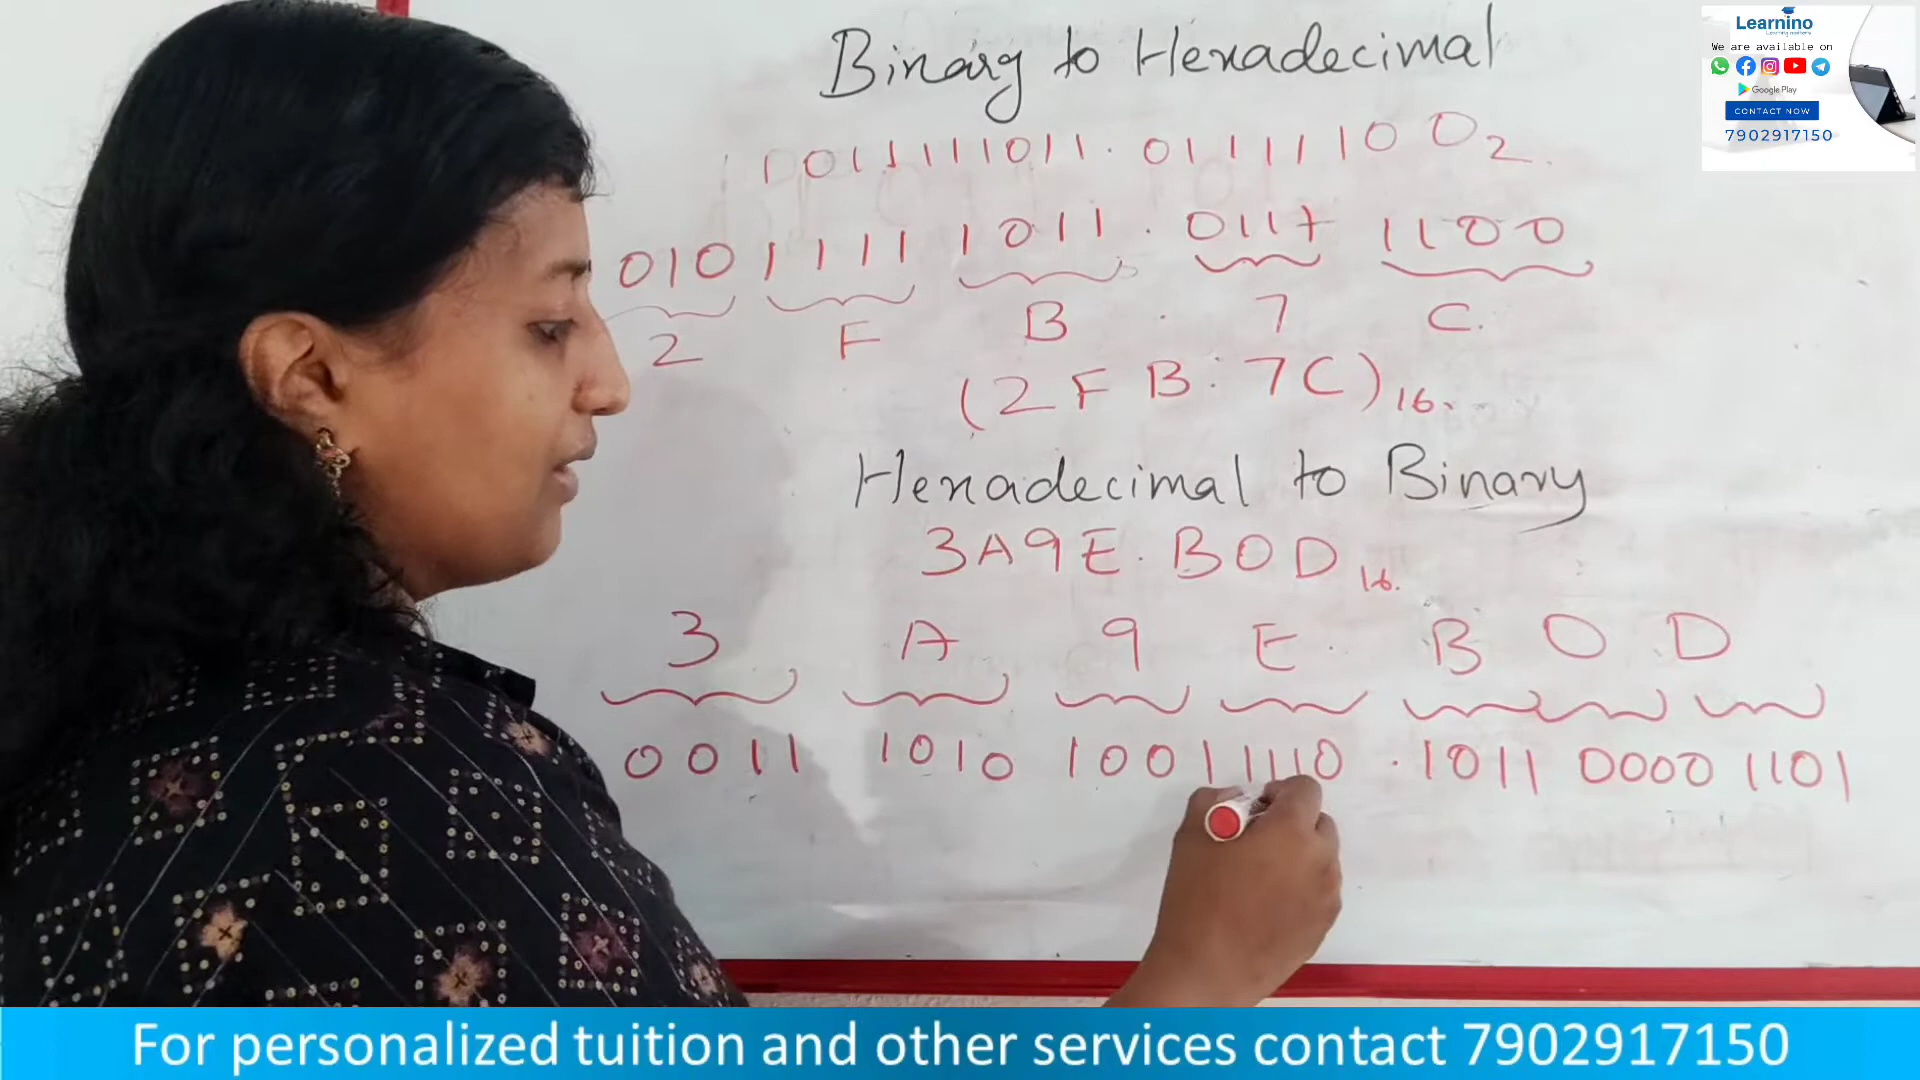 Binary to Hexadecimal
1011111011.01111100₂.
010 1111 1011 . 0111 1100
2 F B . 7 C.
(2FB.7C)₁₆.
Hexadecimal to Binary
3A9E.B0D₁₆.
3 A 9 E . B 0 D
0011 1010 1001 1110 .1011 0000 1101
Learnino
We are available on
Google Play
CONTACT NOW
7902917150
For personalized tuition and other services contact 7902917150